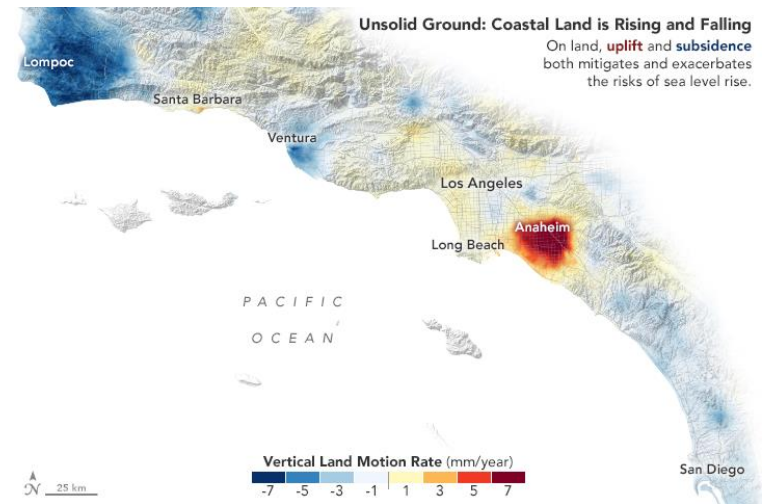 Unsolid Ground: Coastal Land is Rising and Falling
On land, uplift and subsidence
both mitigates and exacerbates
the risks of sea level rise.
Lompoc
Santa Barbara
Ventura
Los Angeles
Anaheim
Long Beach
PACIFIC
OCEAN
San Diego
Vertical Land Motion Rate (mm/year)
-7 -5 -3 -1 1 3 5 7
N 25 km